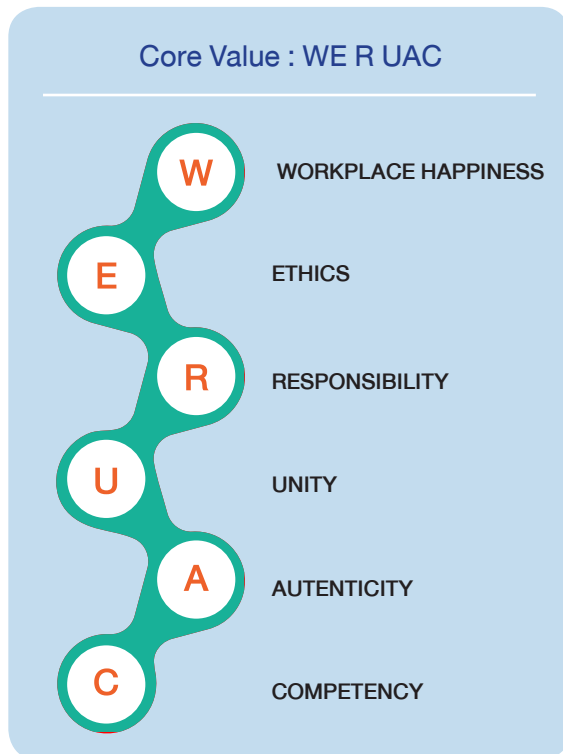 Core Value : WE R UAC
W WORKPLACE HAPPINESS
E ETHICS
R RESPONSIBILITY
U UNITY
A AUTENTICITY
C COMPETENCY